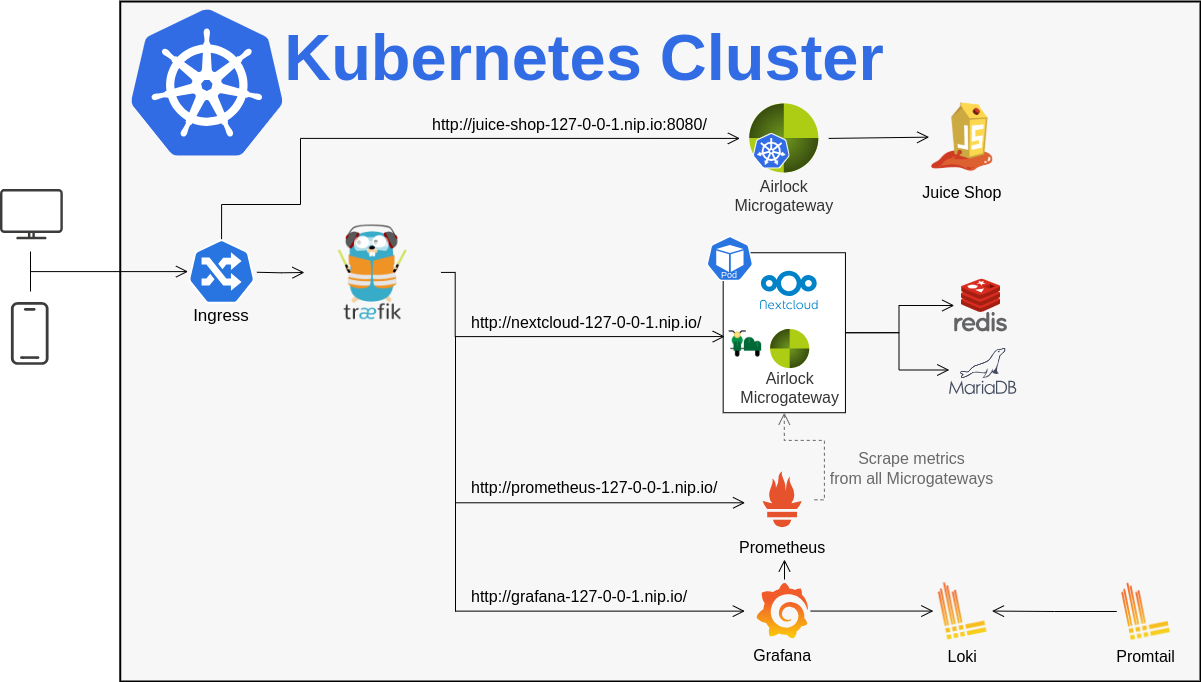 Kubernetes Cluster
http://juice-shop-127-0-0-1.nip.io:8080/
JS
Airlock
Microgateway
Juice Shop
Ingress
træfik
Pod
Nextcloud
http://nextcloud-127-0-0-1.nip.io/
Airlock
Microgateway
redis
MariaDB
Scrape metrics
from all Microgateways
http://prometheus-127-0-0-1.nip.io/
Prometheus
http://grafana-127-0-0-1.nip.io/
Grafana
Loki
Promtail